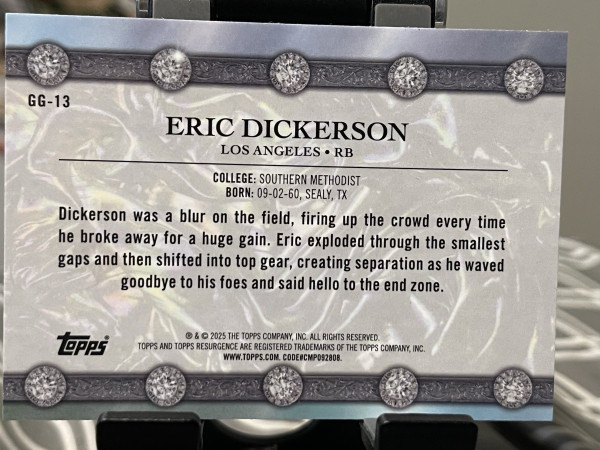 GG-13
ERIC DICKERSON
LOS ANGELES • RB
COLLEGE: SOUTHERN METHODIST
BORN: 09-02-60, SEALY, TX
Dickerson was a blur on the field, firing up the crowd every time
he broke away for a huge gain. Eric exploded through the smallest
gaps and then shifted into top gear, creating separation as he waved
goodbye to his foes and said hello to the end zone.
topps
® & © 2025 THE TOPPS COMPANY, INC. ALL RIGHTS RESERVED.
TOPPS AND TOPPS RESURGENCE ARE REGISTERED TRADEMARKS OF THE TOPPS COMPANY, INC.
WWW.TOPPS.COM. CODE#CMP092808.